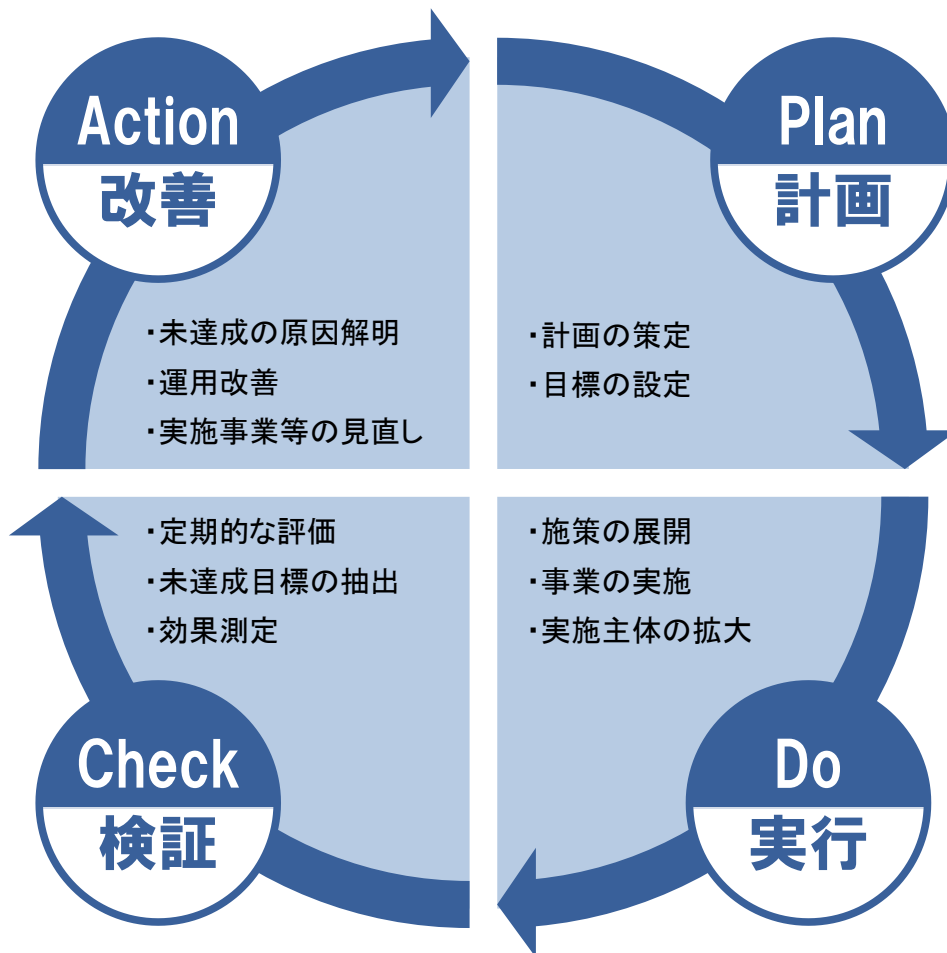 Action
改善
・未達成の原因解明
・運用改善
・実施事業等の見直し
Plan
計画
・計画の策定
・目標の設定
・定期的な評価
・未達成目標の抽出
・効果測定
Check
検証
・施策の展開
・事業の実施
・実施主体の拡大
Do
実行